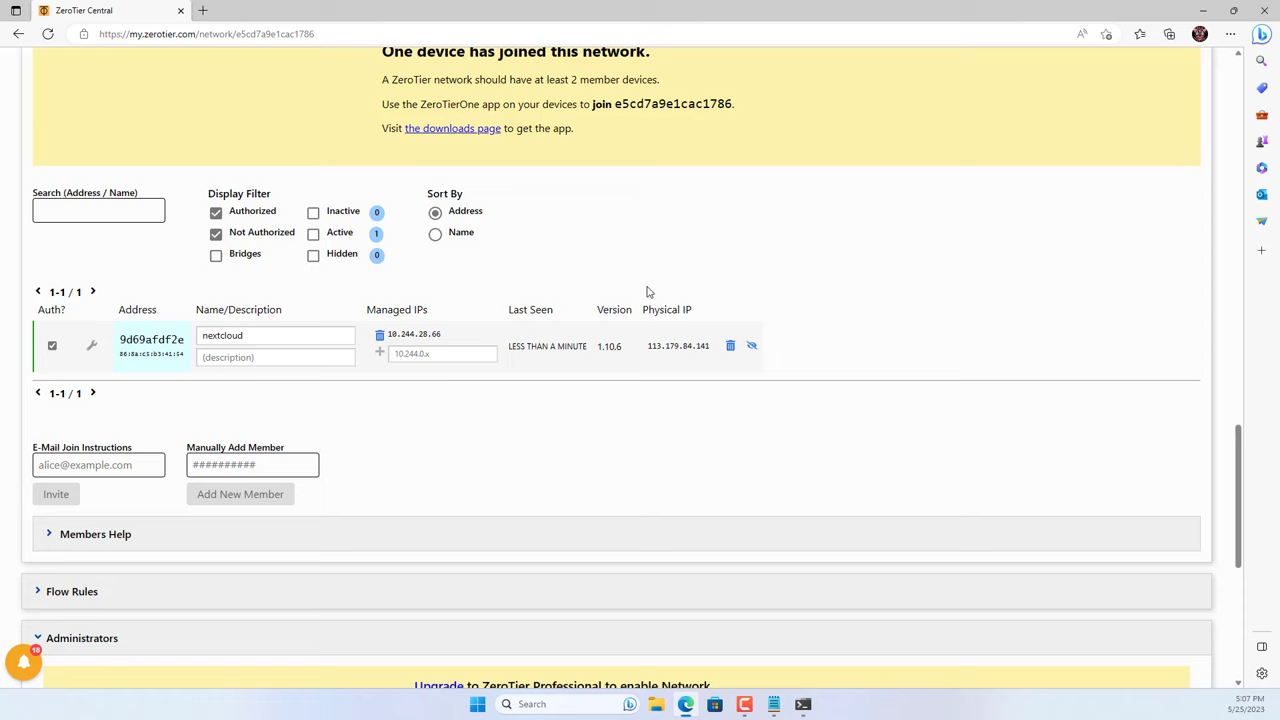 ZeroTier Central
https://my.zerotier.com/network/e5cd7a9e1cac1786
One device has joined this network.
A ZeroTier network should have at least 2 member devices.
Use the ZeroTierOne app on your devices to join e5cd7a9e1cac1786.
Visit the downloads page to get the app.
Search (Address / Name)
Display Filter
Sort By
Authorized
Inactive
0
Address
Not Authorized
Active
1
Name
Bridges
Hidden
0
1-1 / 1
Auth?
Address
Name/Description
Managed IPs
Last Seen
Version
Physical IP
9d69afdf2e
86:8a:c5:b3:41:54
nextcloud
(description)
10.244.28.66
10.244.0.x
LESS THAN A MINUTE
1.10.6
113.179.84.141
1-1 / 1
E-Mail Join Instructions
Manually Add Member
alice@example.com
##########
Invite
Add New Member
Members Help
Flow Rules
Administrators
18
Upgrade to ZeroTier Professional to enable Network
Search
5:07 PM
5/25/2023